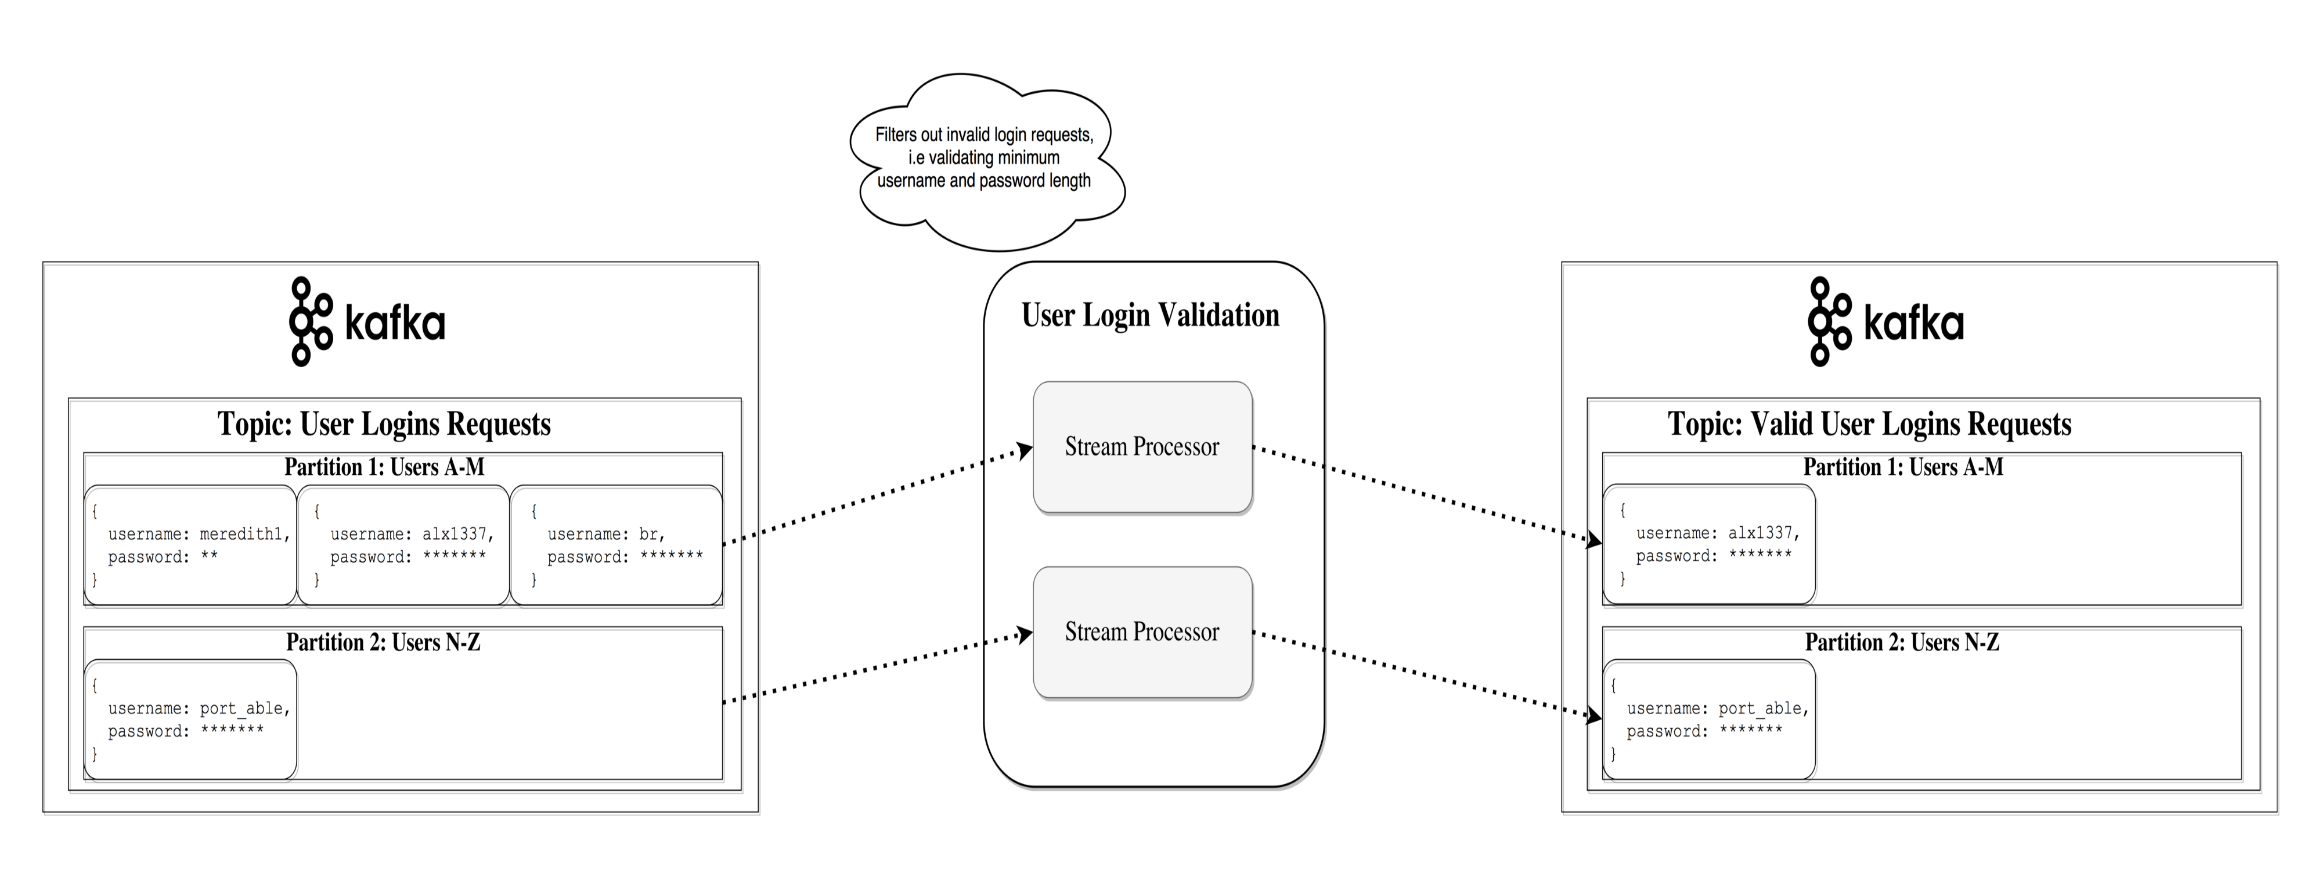 Filters out invalid login requests,
i.e validating minimum
username and password length
kafka
Topic: User Logins Requests
Partition 1: Users A-M
{
username: meredith1,
password: **
}
{
username: alx1337,
password: *******
}
{
username: br,
password: *******
}
Partition 2: Users N-Z
{
username: port_able,
password: *******
}
User Login Validation
Stream Processor
Stream Processor
kafka
Topic: Valid User Logins Requests
Partition 1: Users A-M
{
username: alx1337,
password: *******
}
Partition 2: Users N-Z
{
username: port_able,
password: *******
}